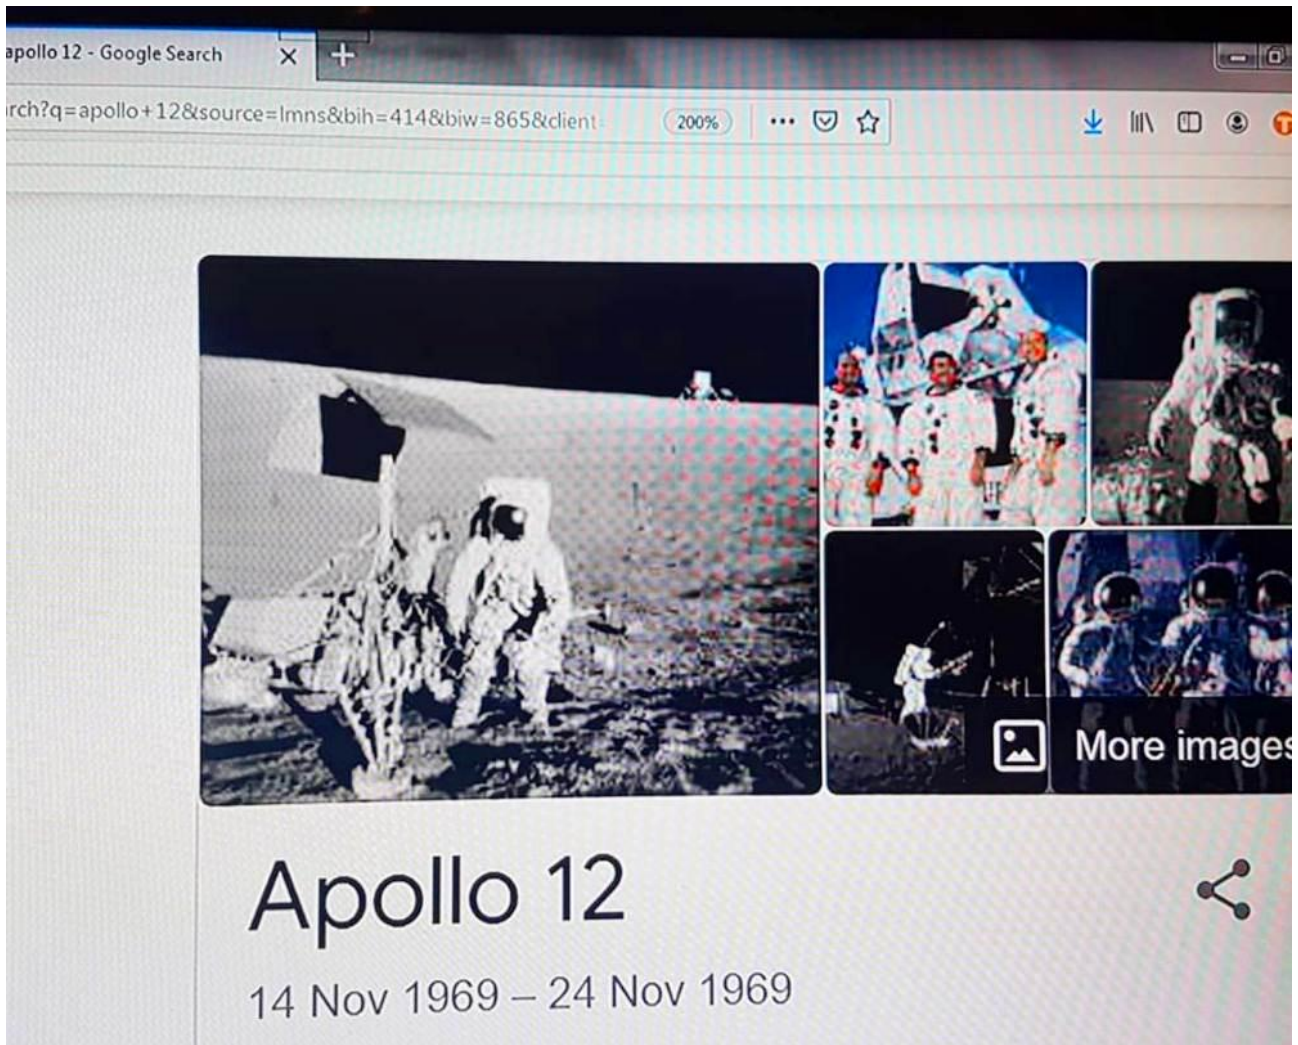 apollo 12 - Google Search
rch?q=apollo+12&source=lmns&bih=414&biw=865&client
200%
More images
Apollo 12
14 Nov 1969 – 24 Nov 1969